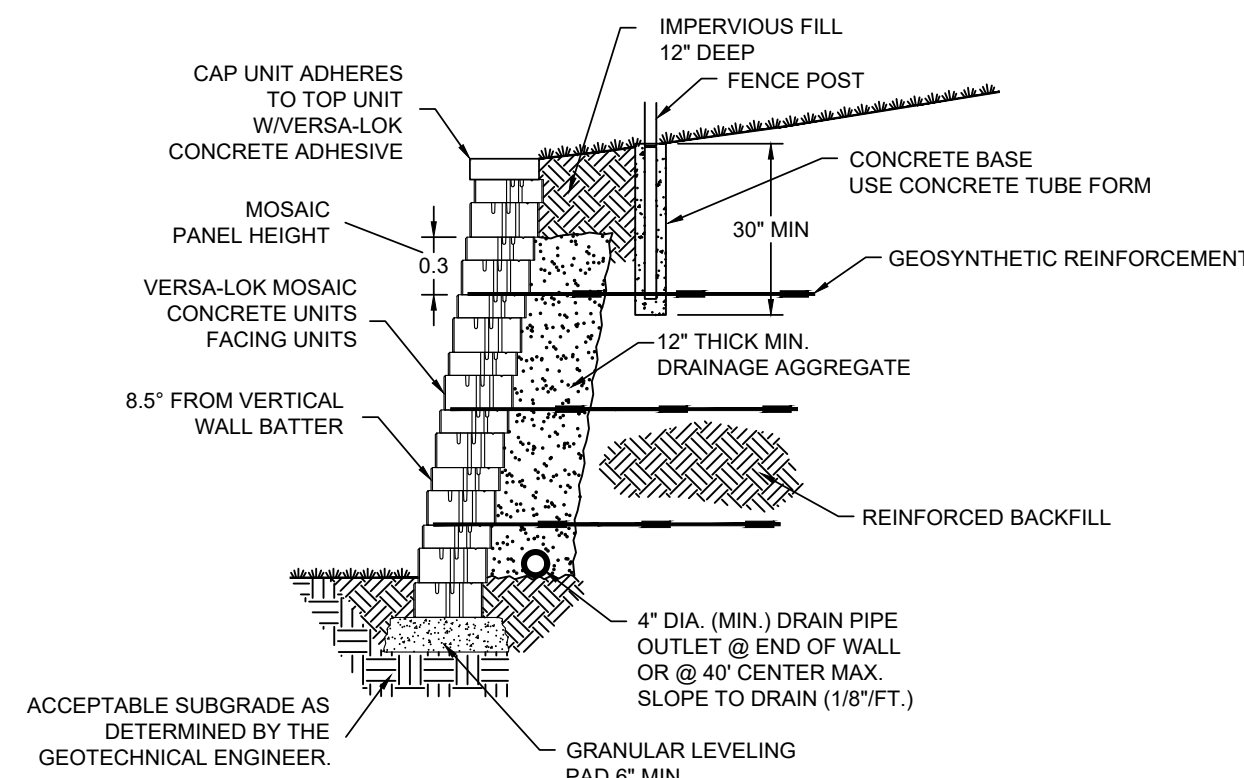 IMPERVIOUS FILL
12" DEEP
FENCE POST
CAP UNIT ADHERES
TO TOP UNIT
W/VERSA-LOK
CONCRETE ADHESIVE
CONCRETE BASE
USE CONCRETE TUBE FORM
MOSAIC
PANEL HEIGHT
0.3
30" MIN
GEOSYNTHETIC REINFORCEMENT
VERSA-LOK MOSAIC
CONCRETE UNITS
FACING UNITS
12" THICK MIN.
DRAINAGE AGGREGATE
8.5° FROM VERTICAL
WALL BATTER
REINFORCED BACKFILL
4" DIA. (MIN.) DRAIN PIPE
OUTLET @ END OF WALL
OR @ 40' CENTER MAX.
SLOPE TO DRAIN (1/8"/FT.)
ACCEPTABLE SUBGRADE AS
DETERMINED BY THE
GEOTECHNICAL ENGINEER.
GRANULAR LEVELING
PAD 6" MIN